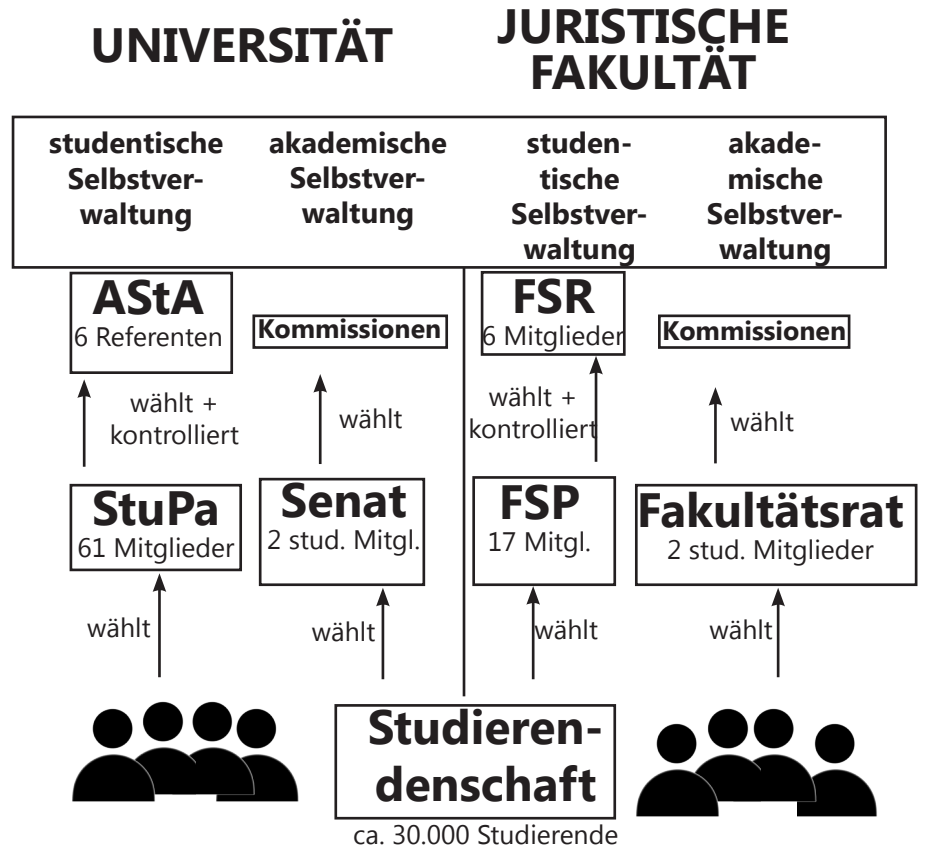 UNIVERSITÄT
JURISTISCHE
FAKULTÄT
studentische
Selbstver-
waltung
akademische
Selbstver-
waltung
studen-
tische
Selbstver-
waltung
akade-
mische
Selbstver-
waltung
AStA
6 Referenten
Kommissionen
FSR
6 Mitglieder
Kommissionen
wählt +
kontrolliert
wählt
wählt +
kontrolliert
wählt
StuPa
61 Mitglieder
Senat
2 stud. Mitgl.
FSP
17 Mitgl.
Fakultätsrat
2 stud. Mitglieder
wählt
wählt
wählt
wählt
Studieren-
denschaft
ca. 30.000 Studierende